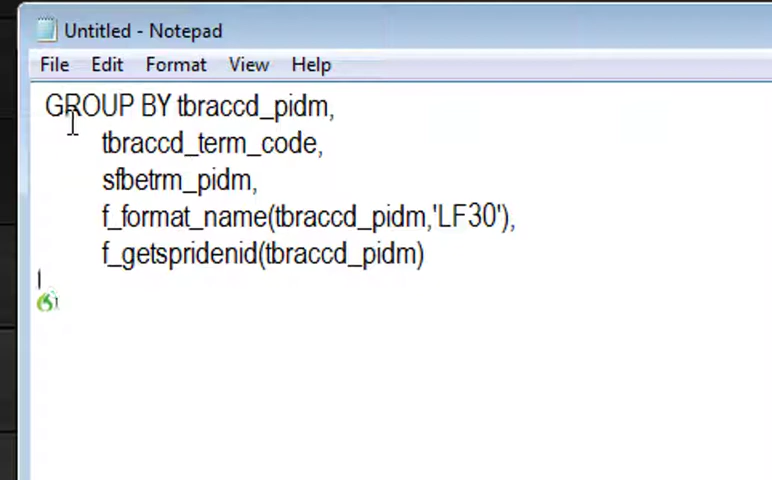 Untitled - Notepad
File Edit Format View Help
GROUP BY tbraccd_pidm,
tbraccd_term_code,
sfbetrm_pidm,
f_format_name(tbraccd_pidm,'LF30'),
f_getspridenid(tbraccd_pidm)